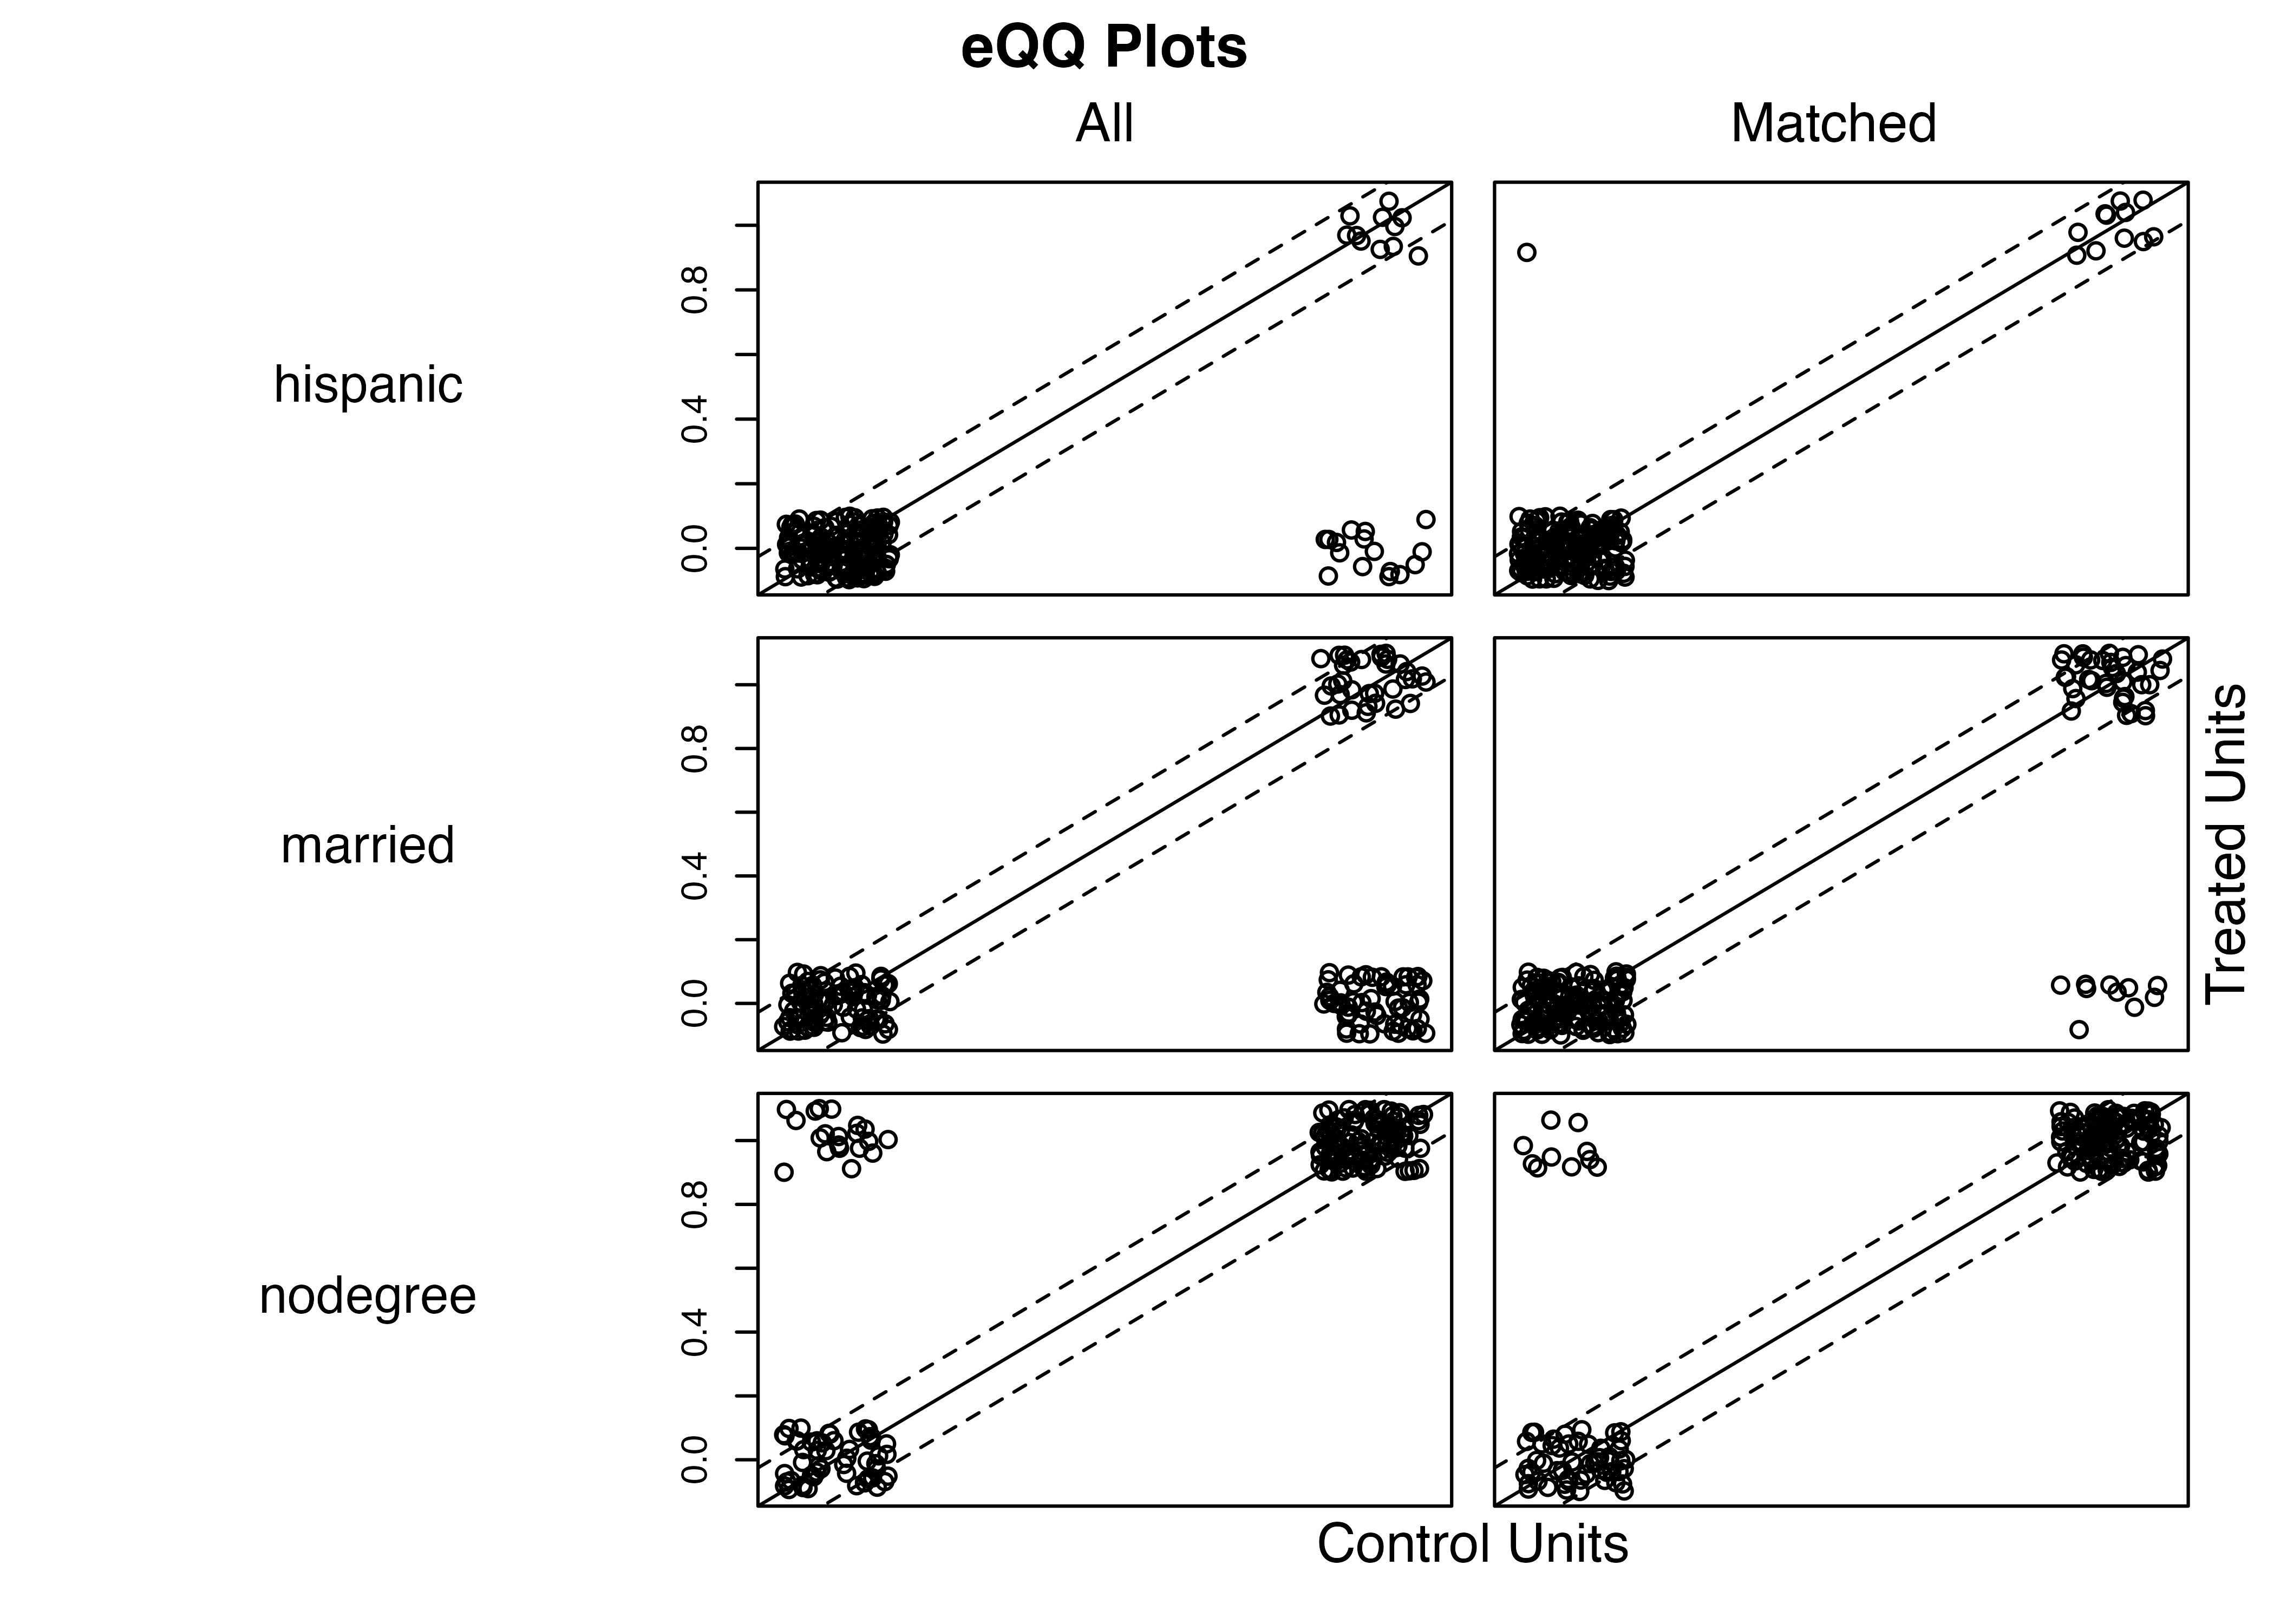 eQQ Plots
All Matched
hispanic
0.0 0.4 0.8
married
0.0 0.4 0.8
Treated Units
nodegree
0.0 0.4 0.8
Control Units